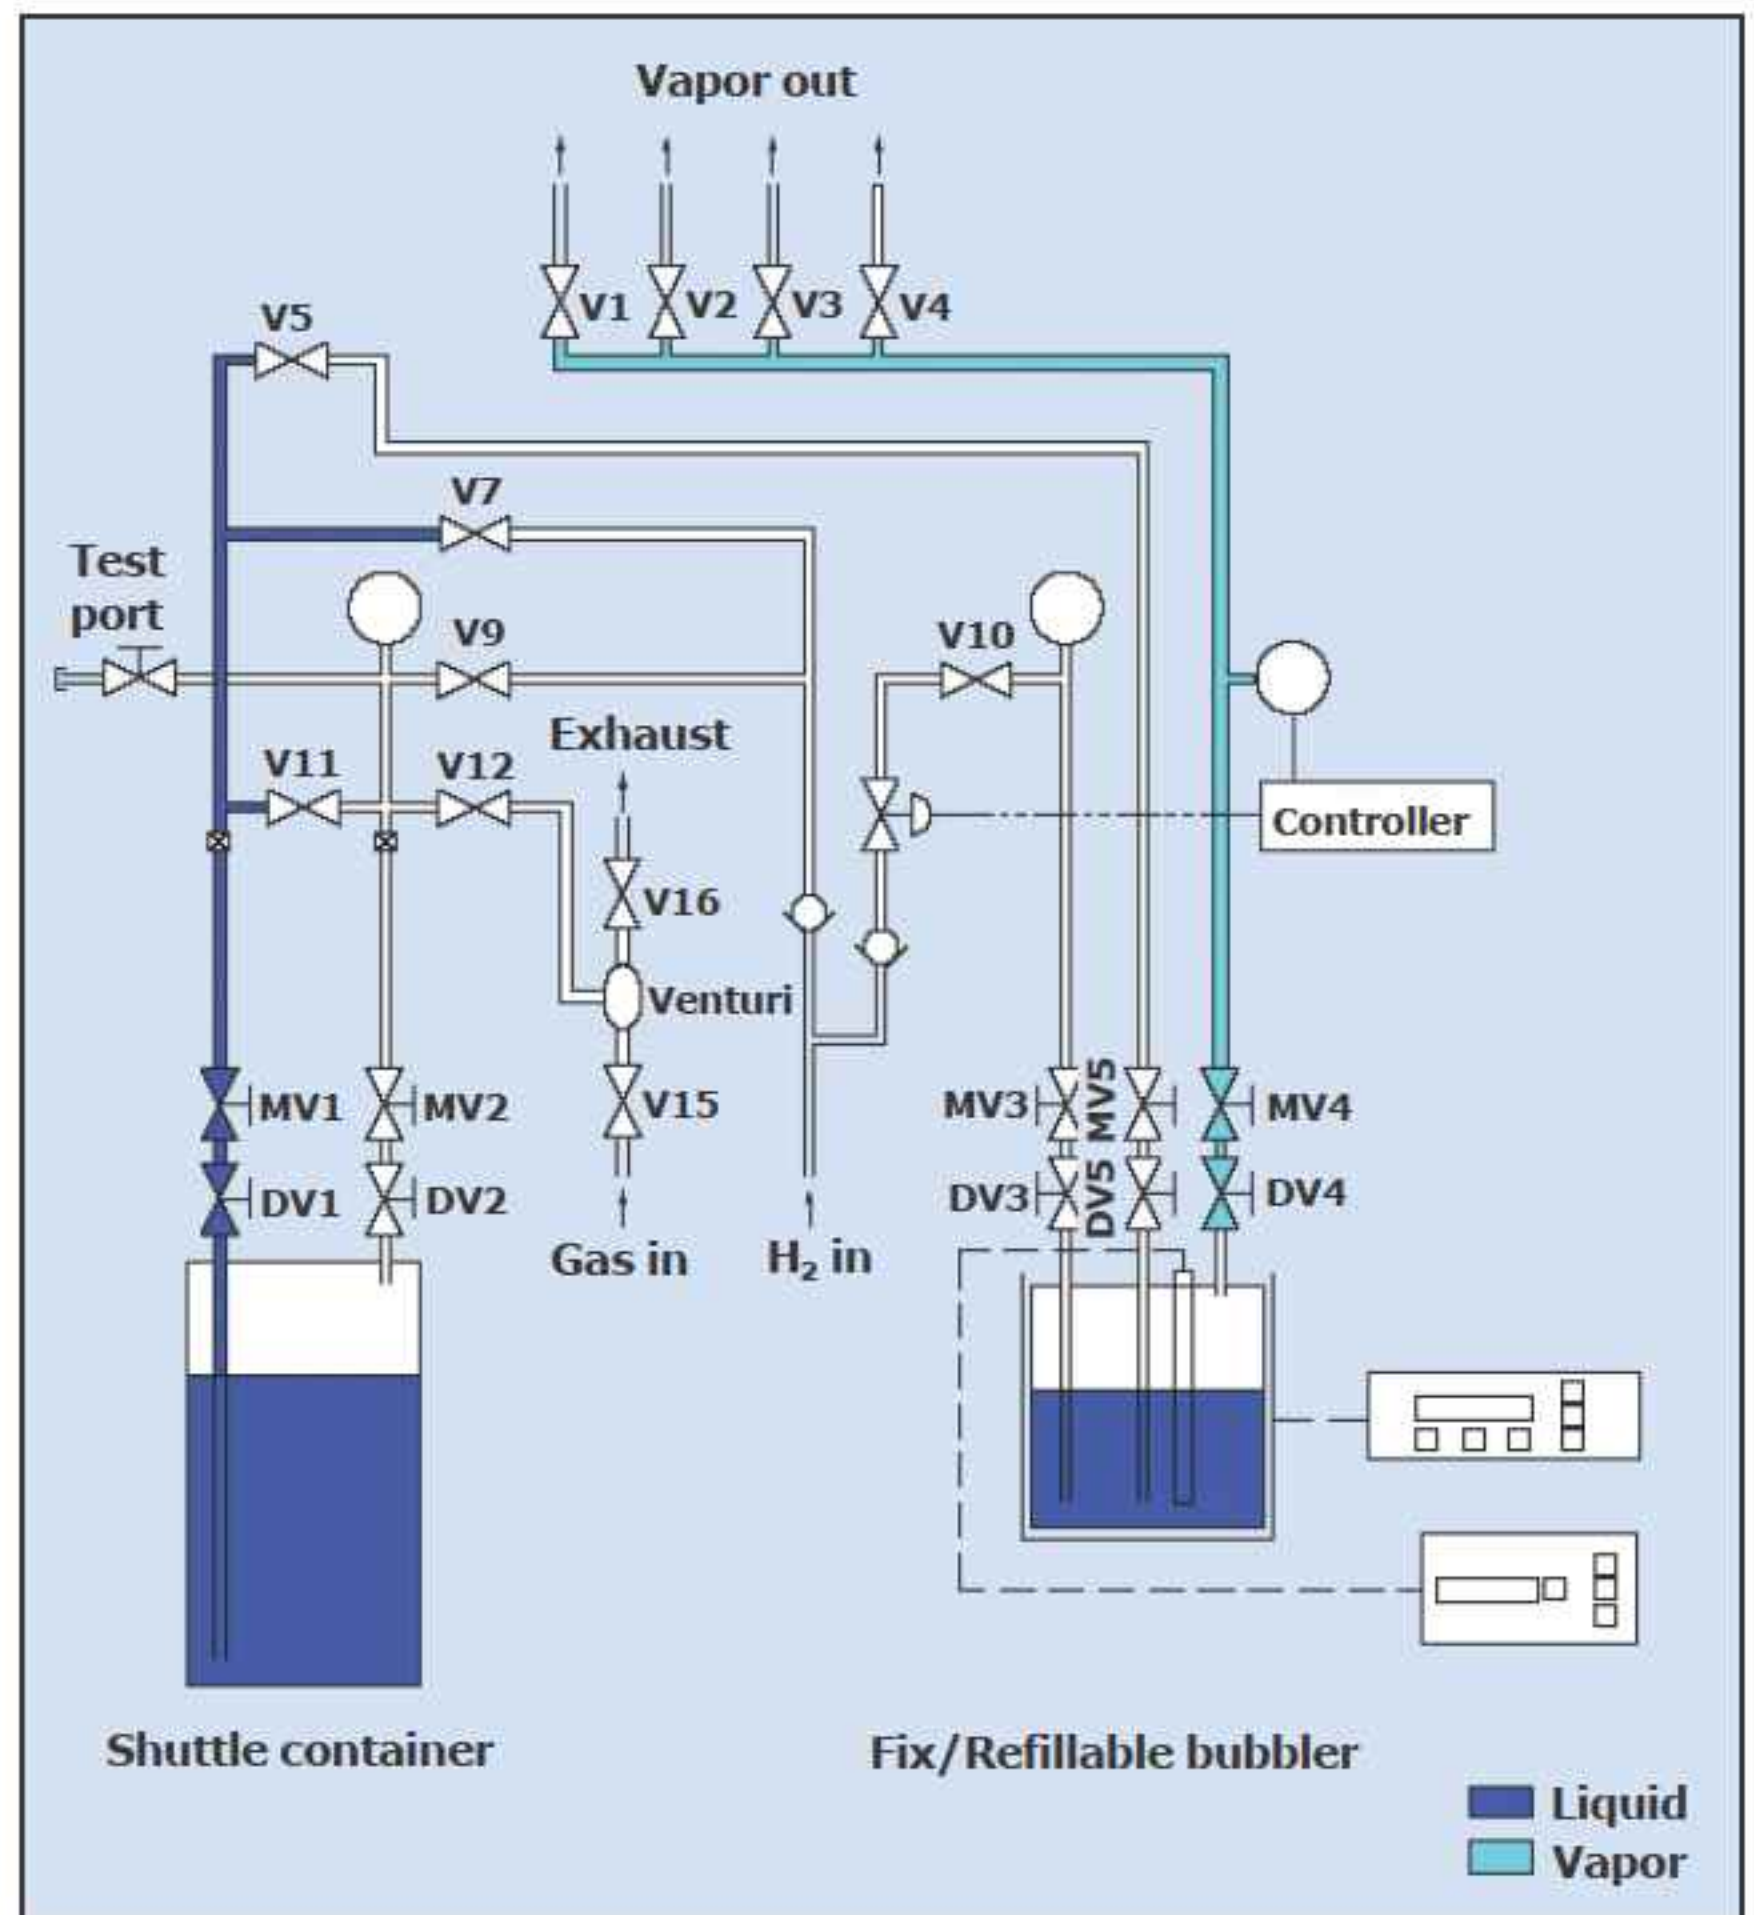 Vapor out
V1
V2
V3
V4
V5
V7
Test
port
V9
V10
Exhaust
V11
V12
Controller
V16
Venturi
V15
MV1
MV2
MV3
MV5
MV4
DV1
DV2
DV3
DV5
DV4
Gas in
H₂ in
Shuttle container
Fix/Refillable bubbler
Liquid
Vapor